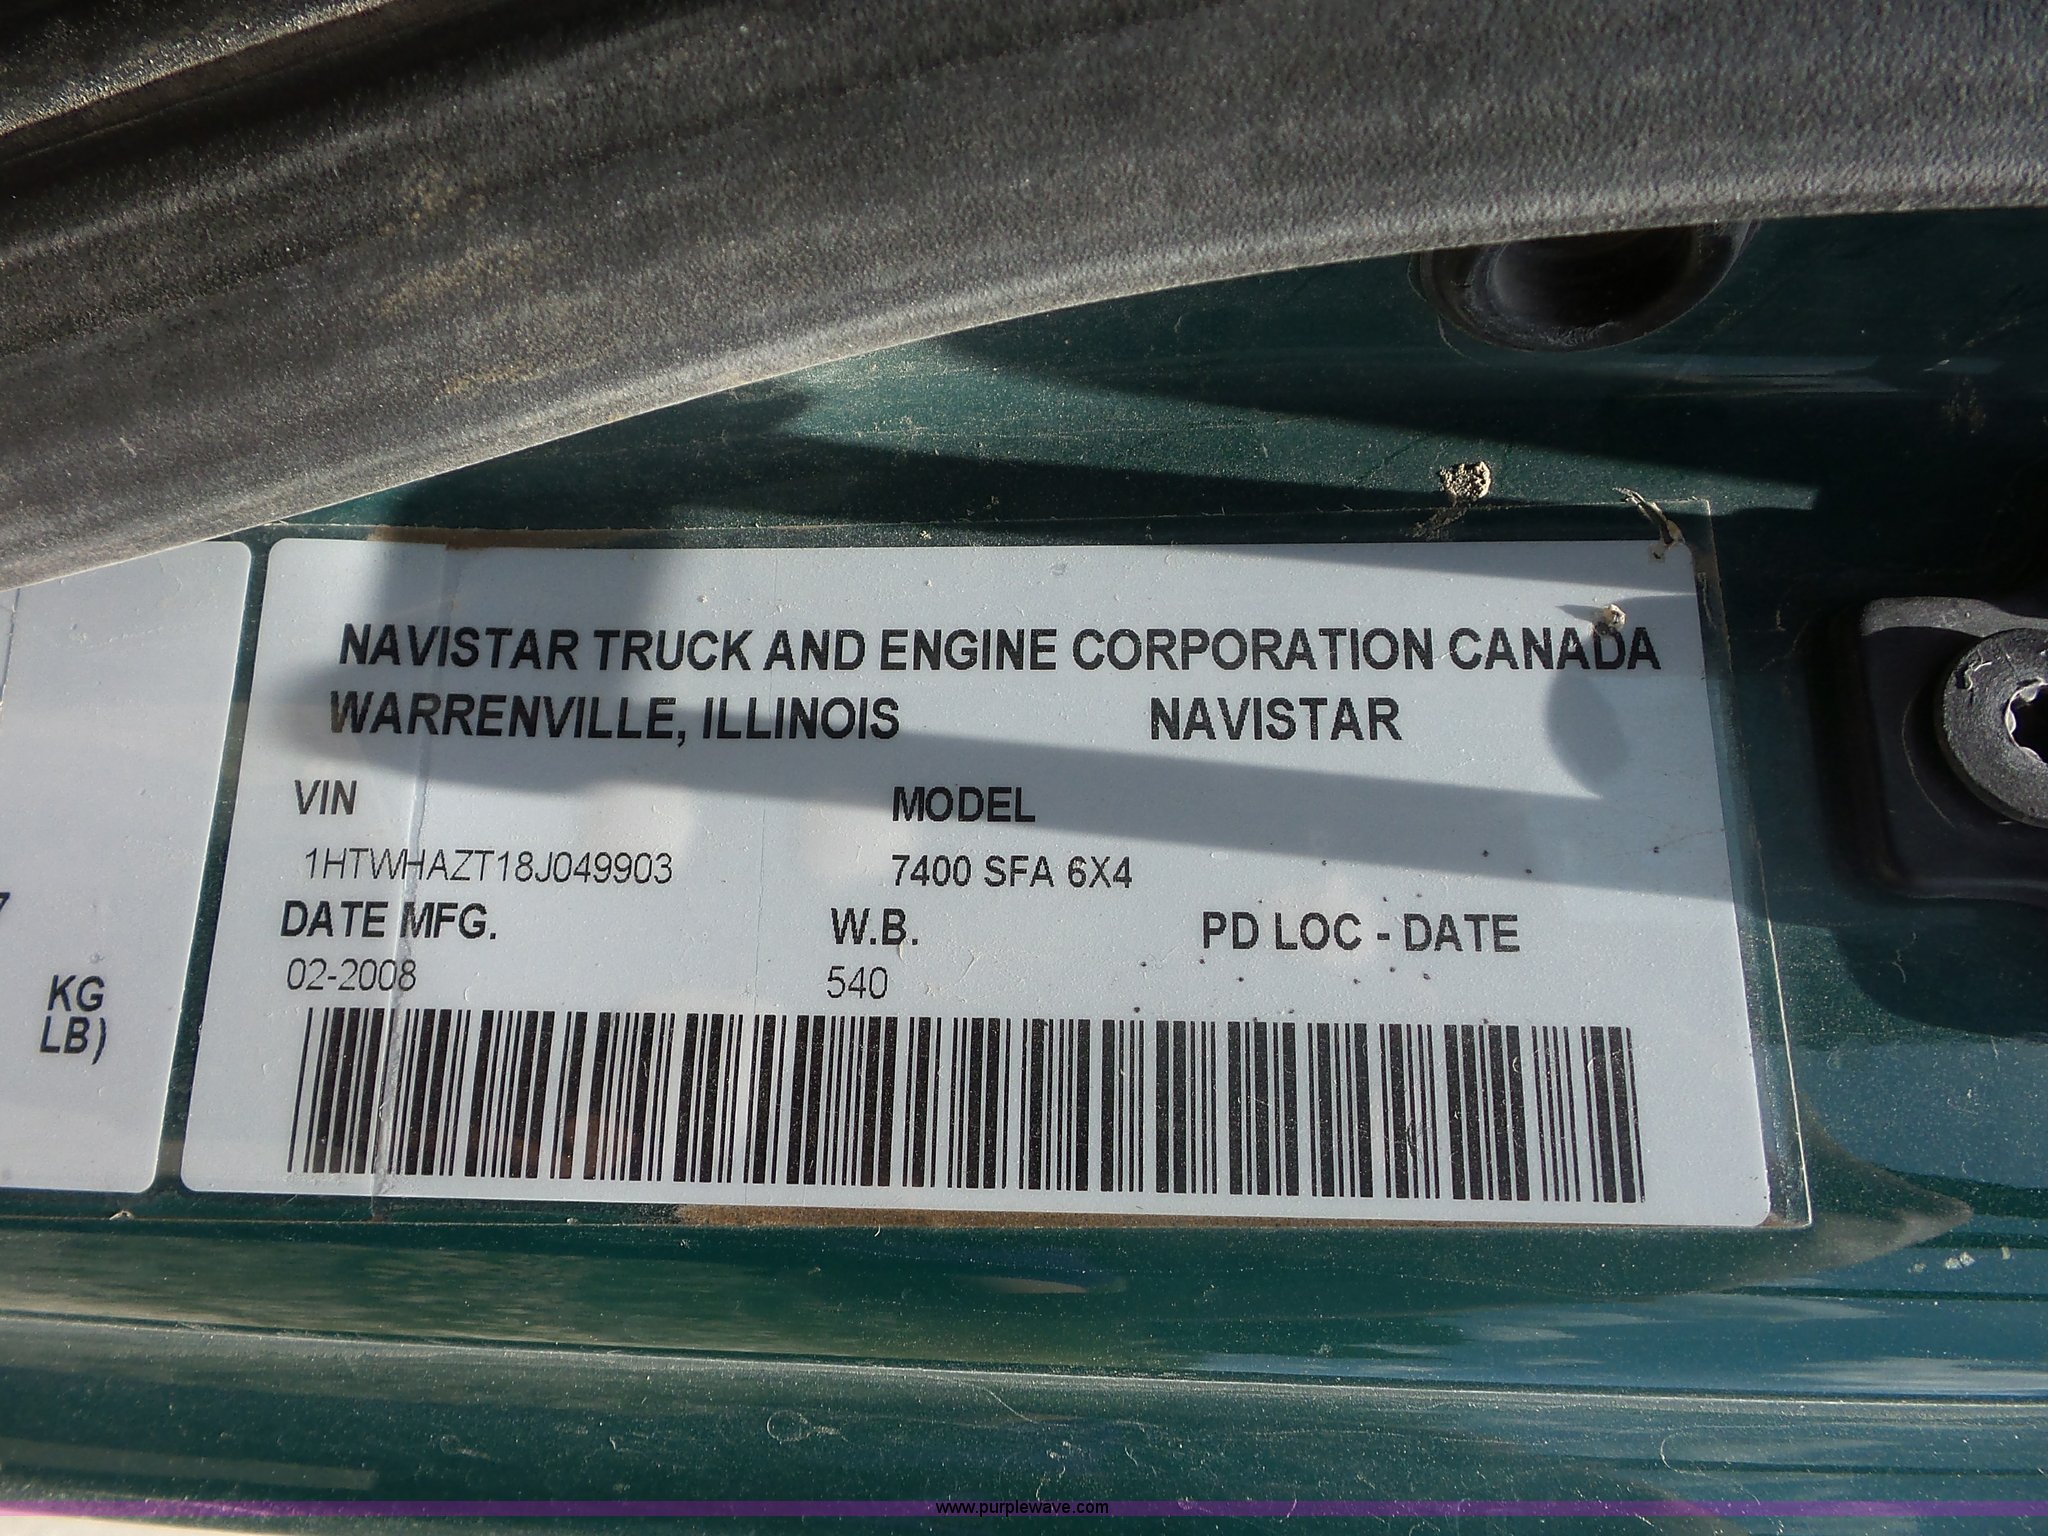 NAVISTAR TRUCK AND ENGINE CORPORATION CANADA
WARRENVILLE, ILLINOIS NAVISTAR
VIN MODEL
1HTWHAZT18J049903 7400 SFA 6X4
DATE MFG. W.B. PD LOC - DATE
02-2008 540
7
KG
LB)
www.purplewave.com